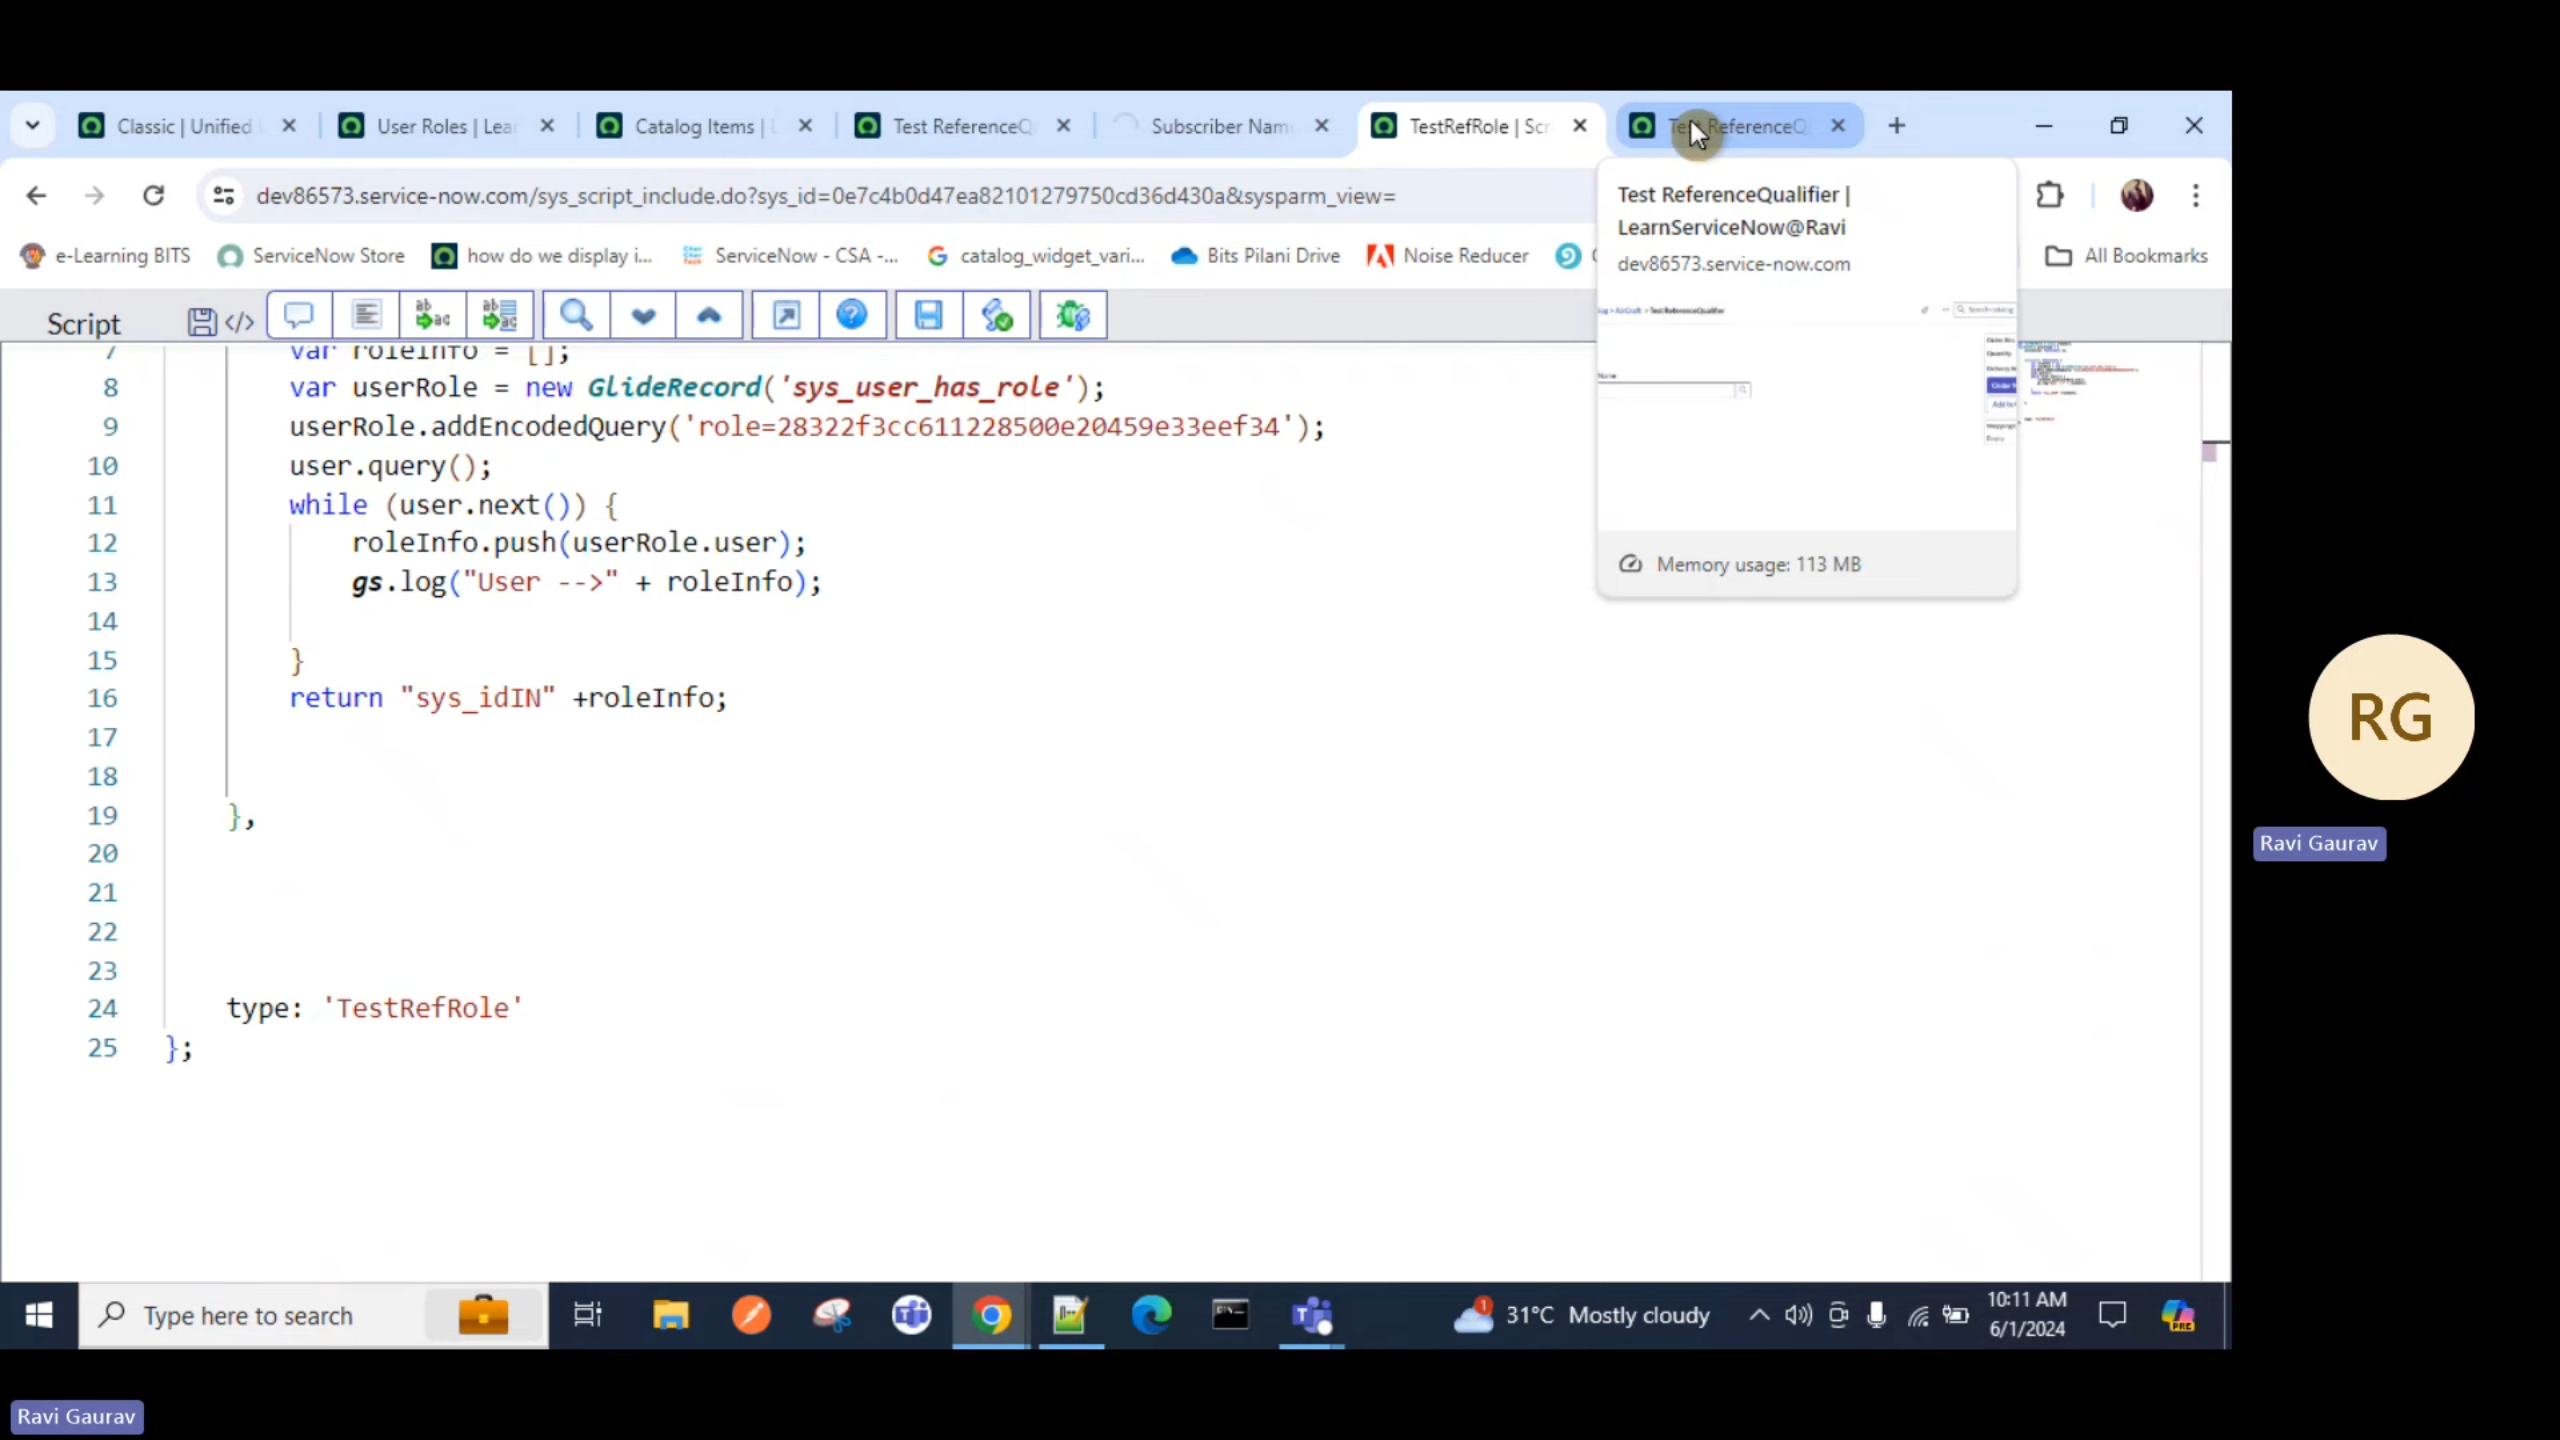 Classic | Unified
User Roles | Lea
Catalog Items |
Test ReferenceQ
Subscriber Nam
TestRefRole | Sc
ReferenceQ
dev86573.service-now.com/sys_script_include.do?sys_id=0e7c4b0d47ea82101279750cd36d430a&sysparm_view=
Test ReferenceQualifier |
LearnServiceNow@Ravi
dev86573.service-now.com
e-Learning BITS
ServiceNow Store
how do we display i...
ServiceNow - CSA -...
catalog_widget_vari...
Bits Pilani Drive
Noise Reducer
All Bookmarks
Script
Memory usage: 113 MB
7 var roleInfo = [];
8 var userRole = new GlideRecord('sys_user_has_role');
9 userRole.addEncodedQuery('role=28322f3cc611228500e20459e33eef34');
10 user.query();
11 while (user.next()) {
12 roleInfo.push(userRole.user);
13 gs.log("User -->" + roleInfo);
14
15 }
16 return "sys_idIN" +roleInfo;
17
18
19 },
20
21
22
23
24 type: 'TestRefRole'
25 };
RG
Ravi Gaurav
Type here to search
31°C Mostly cloudy
10:11 AM
6/1/2024
Ravi Gaurav